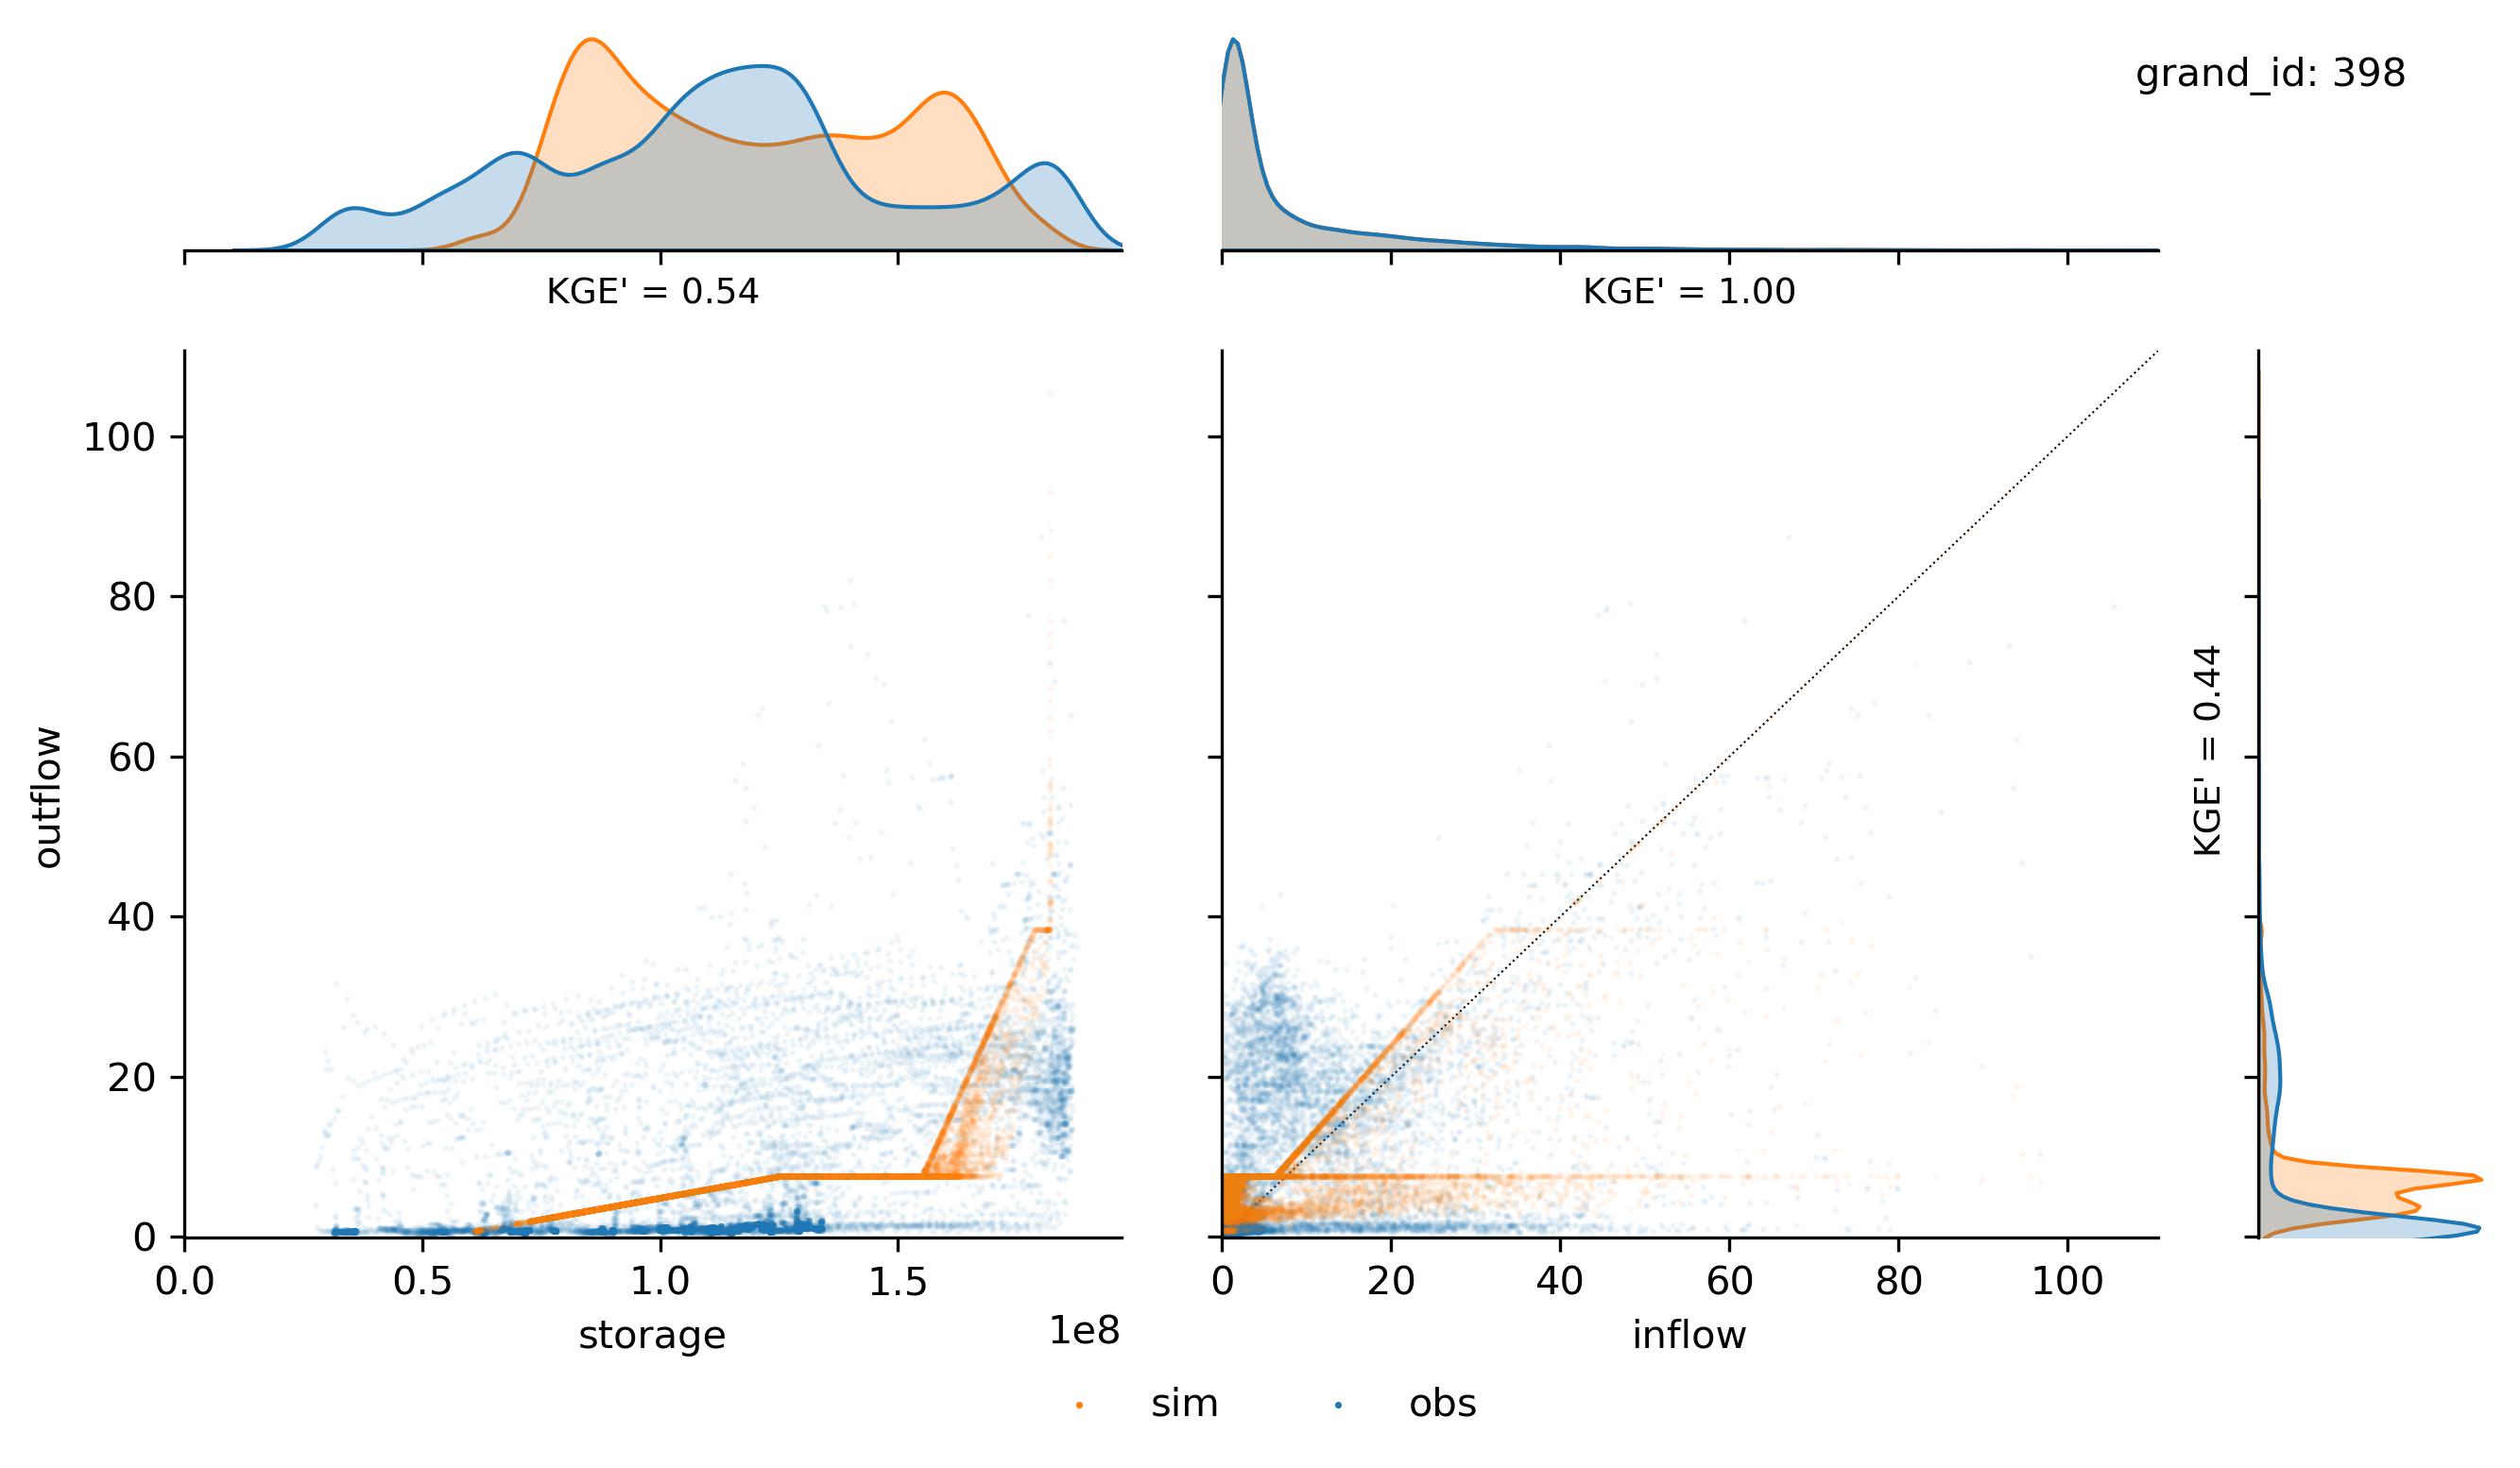 grand_id: 398
KGE' = 0.54
KGE' = 1.00
outflow
100
80
60
40
20
0
KGE' = 0.44
0.0 0.5 1.0 1.5
1e8
storage
0 20 40 60 80 100
inflow
sim obs